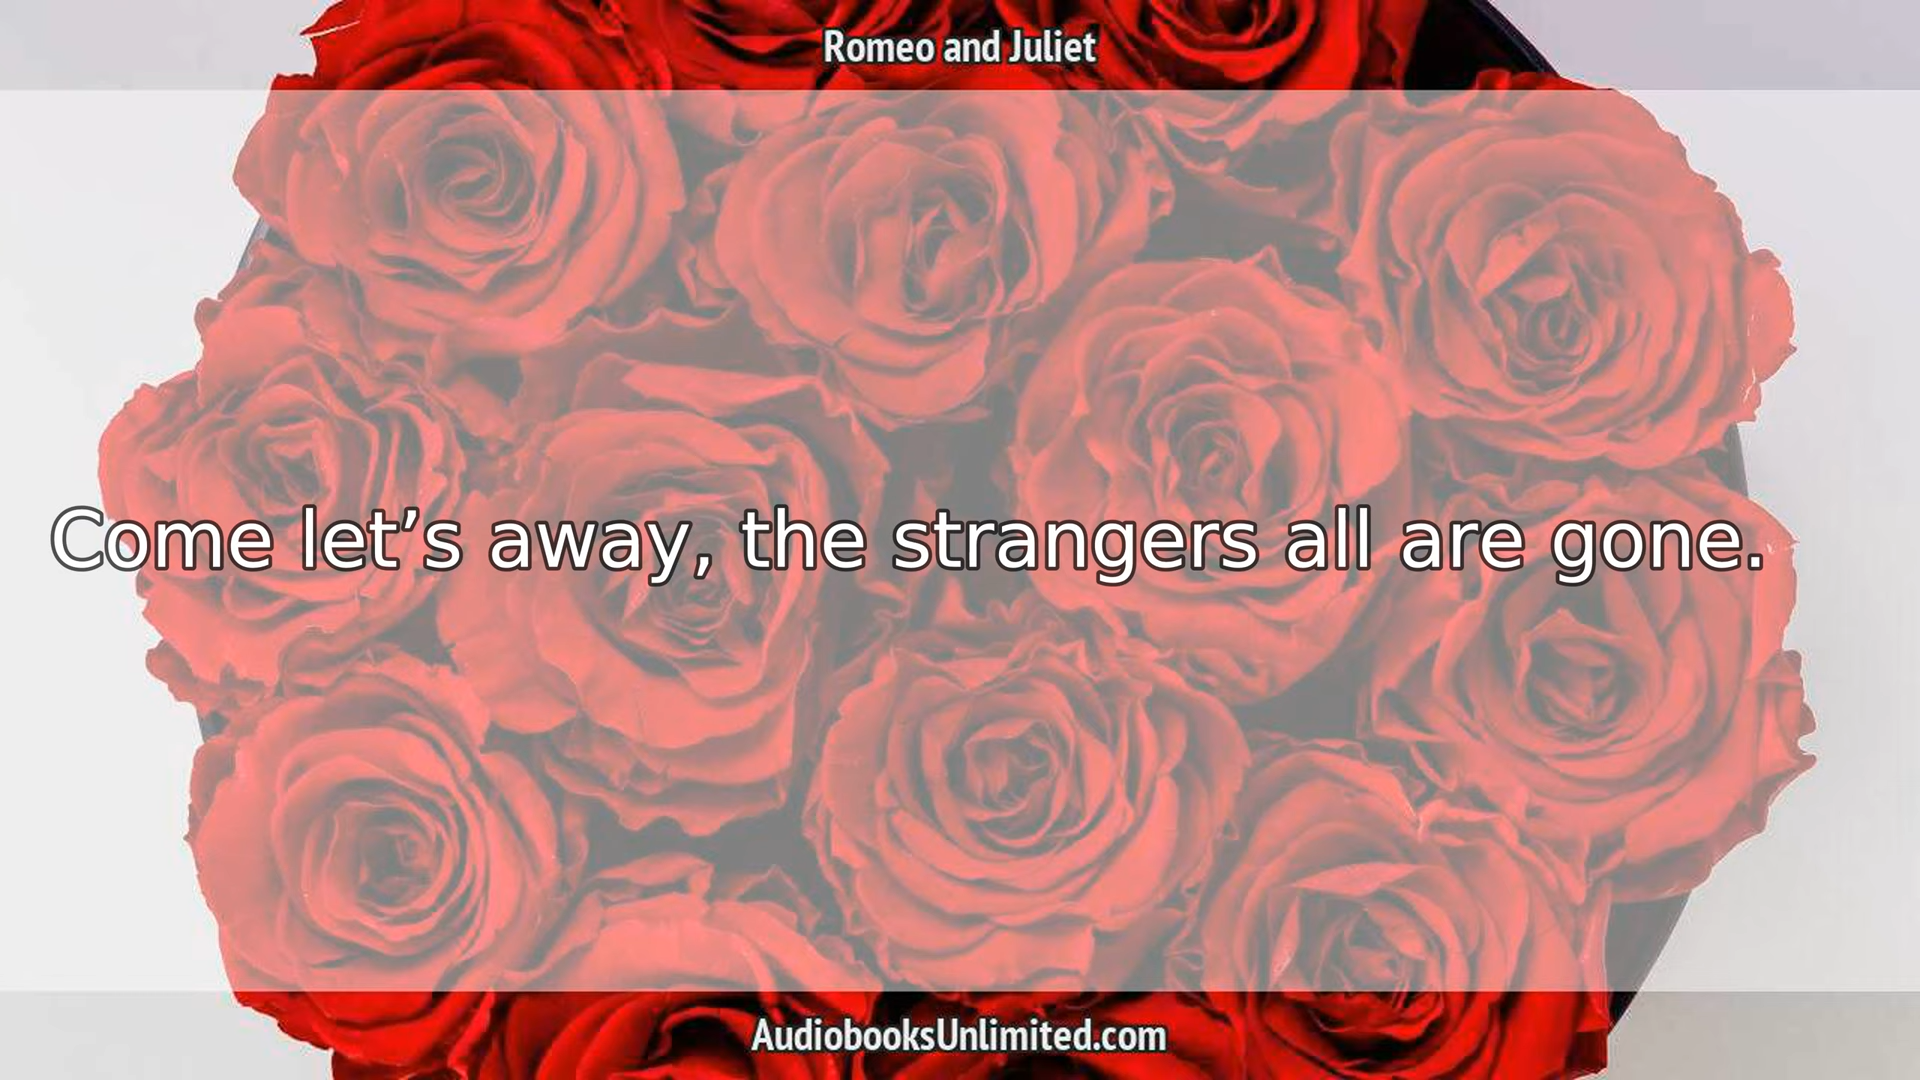 Romeo and Juliet
Come let’s away, the strangers all are gone.
AudiobooksUnlimited.com